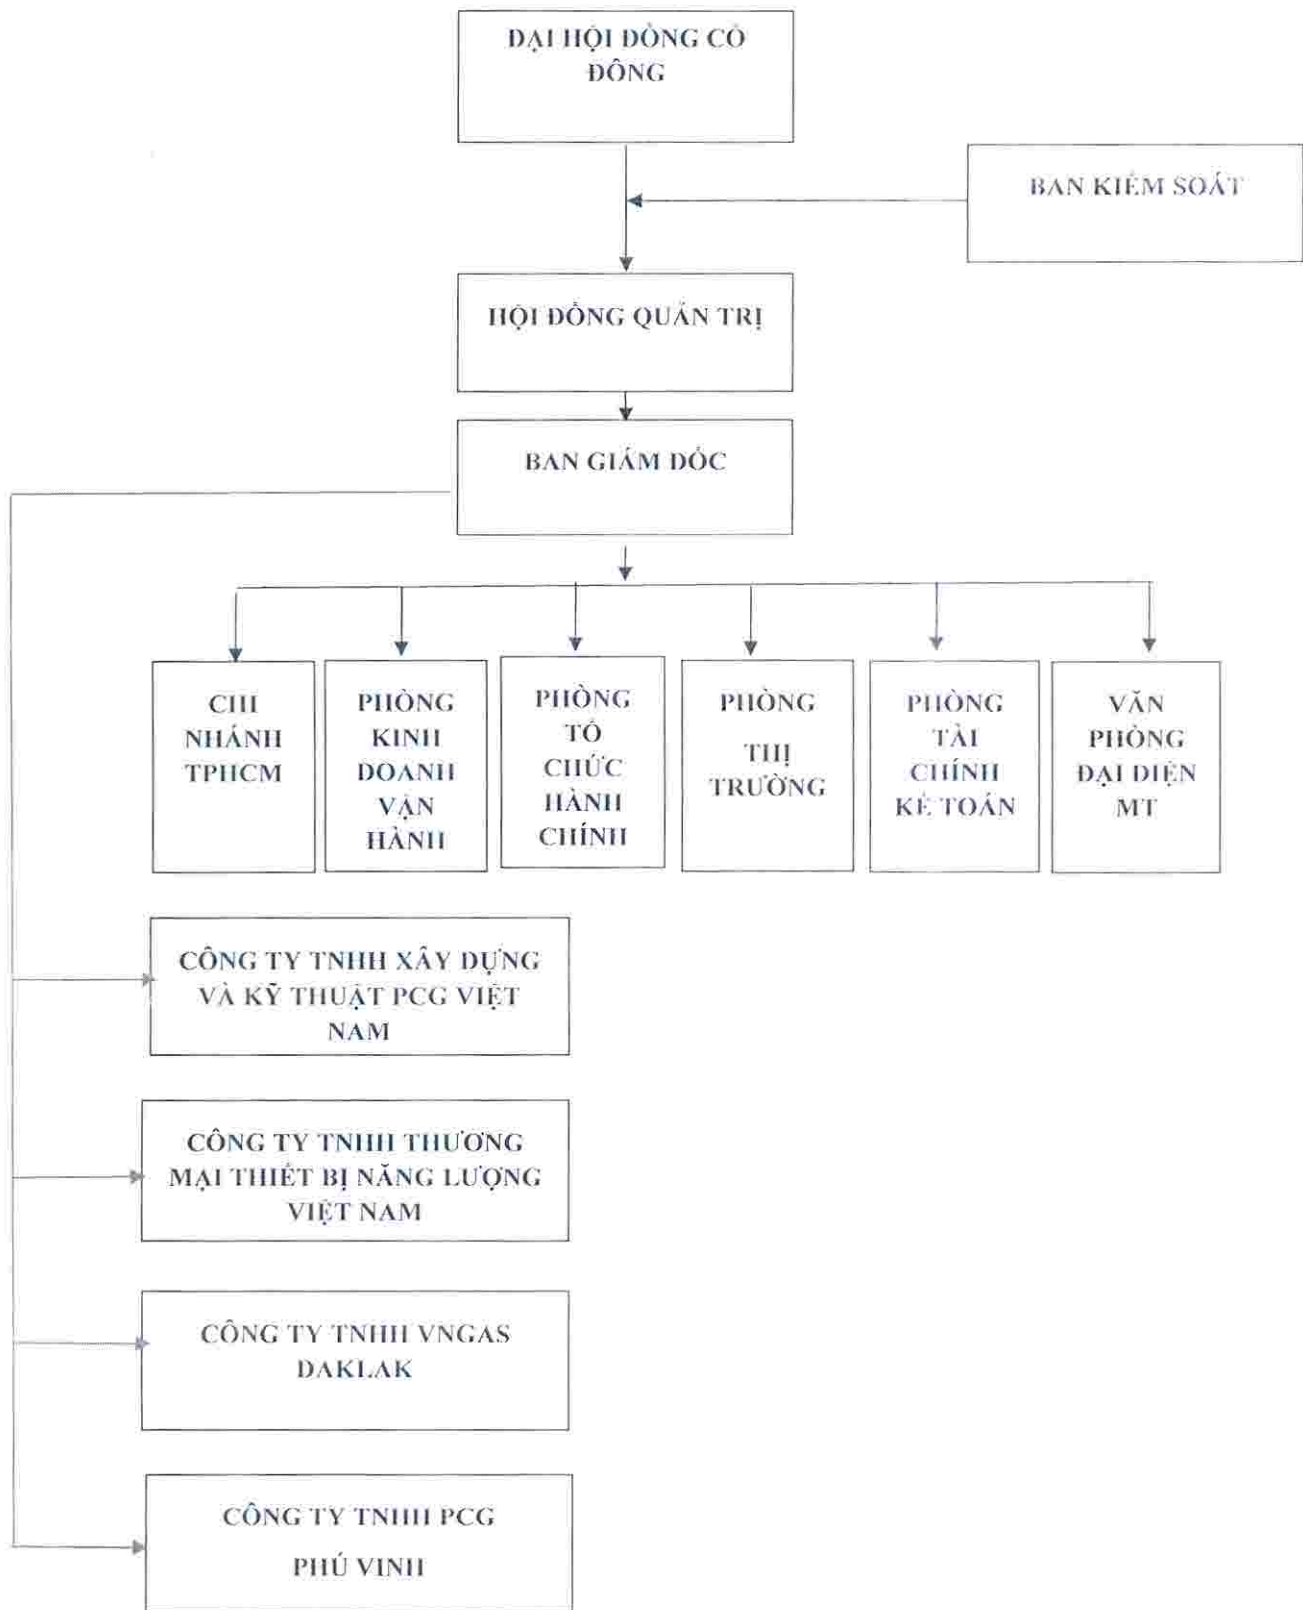 ĐẠI HỘI ĐỒNG CỔ
ĐÔNG
BAN KIỂM SOÁT
HỘI ĐỒNG QUẢN TRỊ
BAN GIÁM ĐỐC
CHI
NHÁNH
TPHCM
PHÒNG
KINH
DOANH
VẬN
HÀNH
PHÒNG
TỔ
CHỨC
HÀNH
CHÍNH
PHÒNG
THỊ
TRƯỜNG
PHÒNG
TÀI
CHÍNH
KẾ TOÁN
VĂN
PHÒNG
ĐẠI DIỆN
MT
CÔNG TY TNHH XÂY DỰNG
VÀ KỸ THUẬT PCG VIỆT
NAM
CÔNG TY TNHH THƯƠNG
MẠI THIẾT BỊ NĂNG LƯỢNG
VIỆT NAM
CÔNG TY TNHH VNGAS
DAKLAK
CÔNG TY TNHH PCG
PHÚ VINH